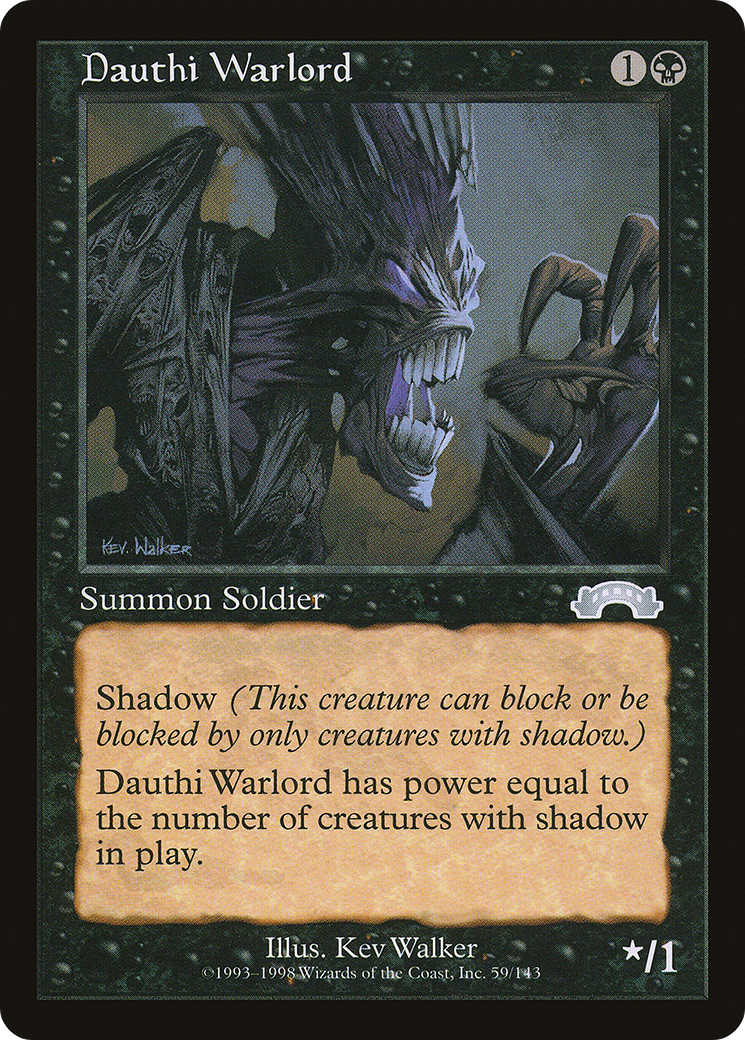 Dauthi Warlord 1
Kev. Walker
Summon Soldier
Shadow (This creature can block or be
blocked by only creatures with shadow.)
Dauthi Warlord has power equal to
the number of creatures with shadow
in play.
Illus. Kev Walker
©1993–1998 Wizards of the Coast, Inc. 59/143
★/1